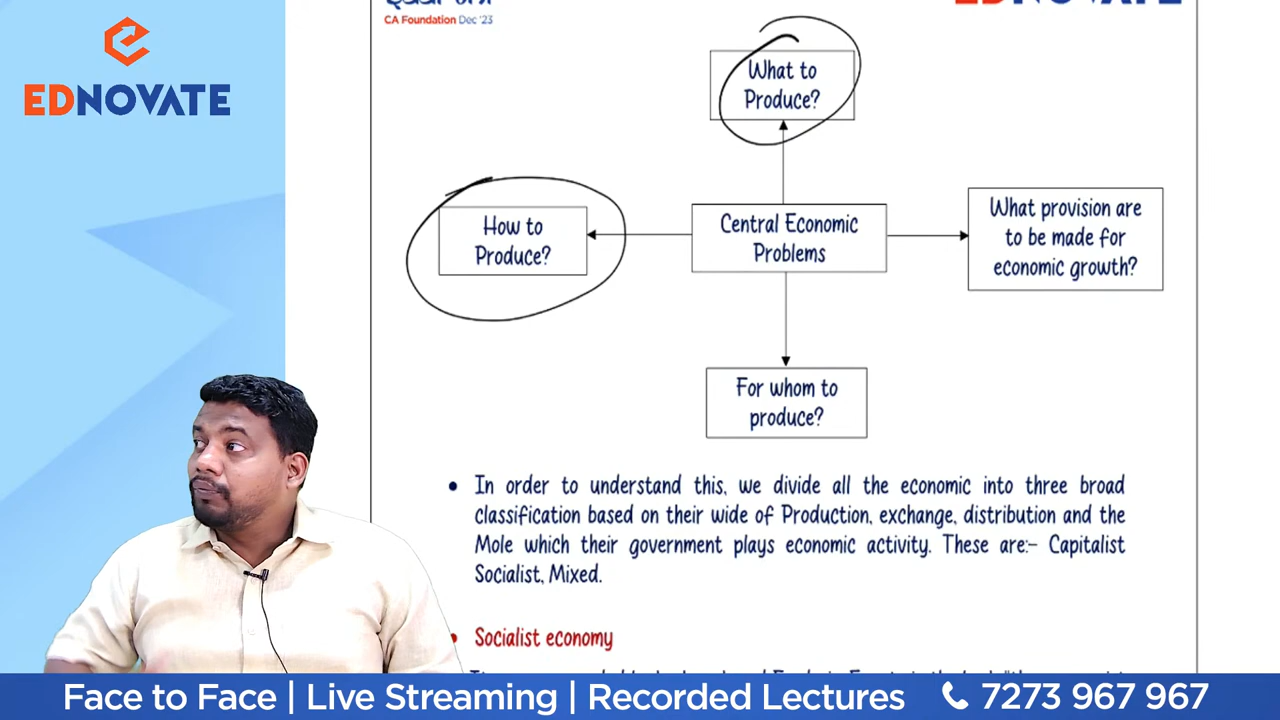 CA Foundation Dec '23
EDNOVATE
EDNOVATE
What to
Produce?
How to
Produce?
Central Economic
Problems
What provision are
to be made for
economic growth?
For whom to
produce?
• In order to understand this, we divide all the economic into three broad
classification based on their wide of Production, exchange, distribution and the
Mole which their government plays economic activity. These are:- Capitalist
Socialist, Mixed.
• Socialist economy
Face to Face | Live Streaming | Recorded Lectures 7273 967 967